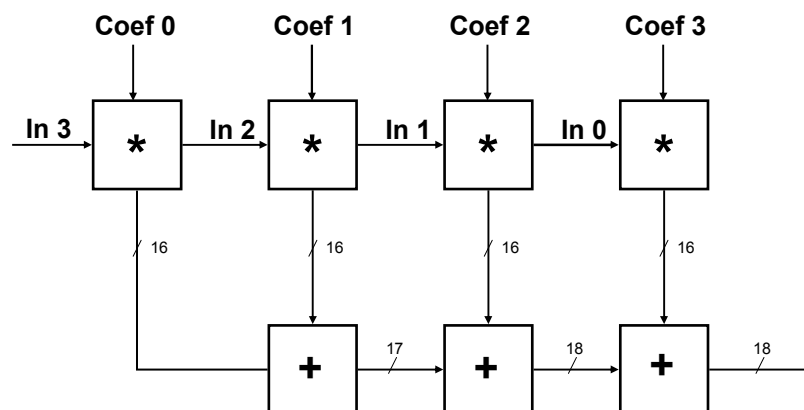 Coef 0 Coef 1 Coef 2 Coef 3
In 3 In 2 In 1 In 0
* * * *
16 16 16 16
17 18 18
+ + +